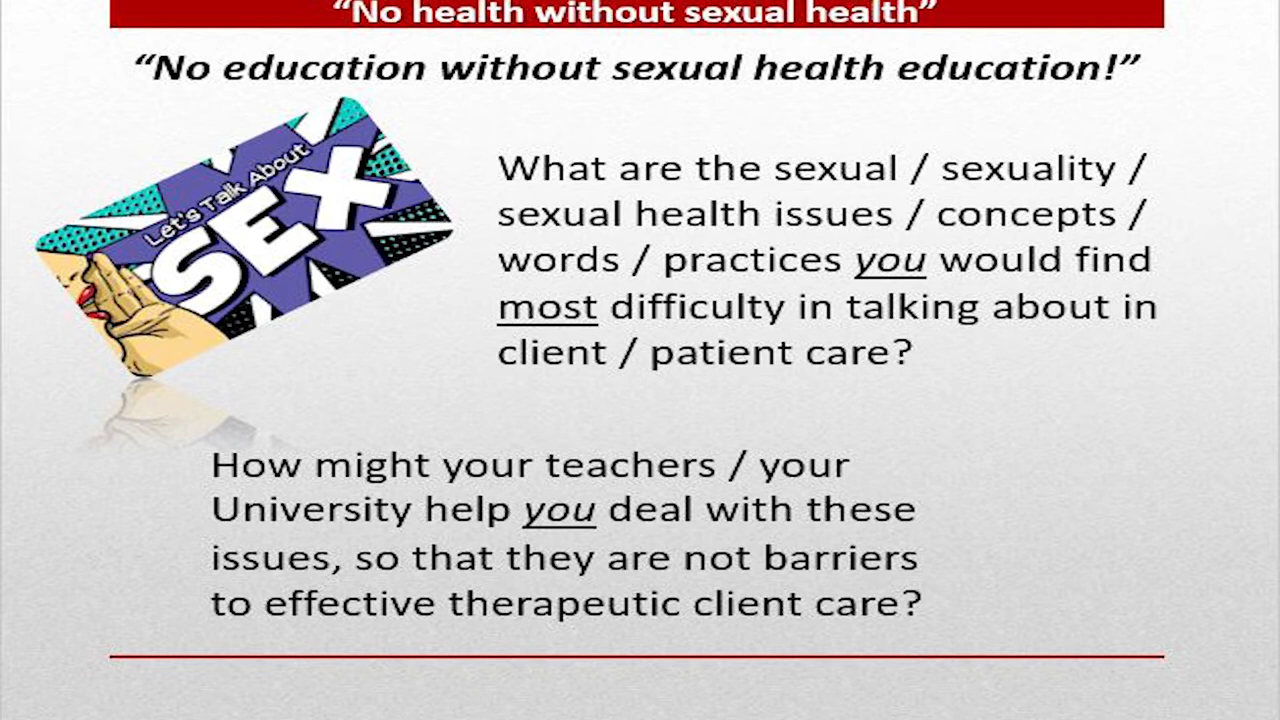 “No health without sexual health”
“No education without sexual health education!”
Let's Talk About
SEX
What are the sexual / sexuality /
sexual health issues / concepts /
words / practices you would find
most difficulty in talking about in
client / patient care?
How might your teachers / your
University help you deal with these
issues, so that they are not barriers
to effective therapeutic client care?